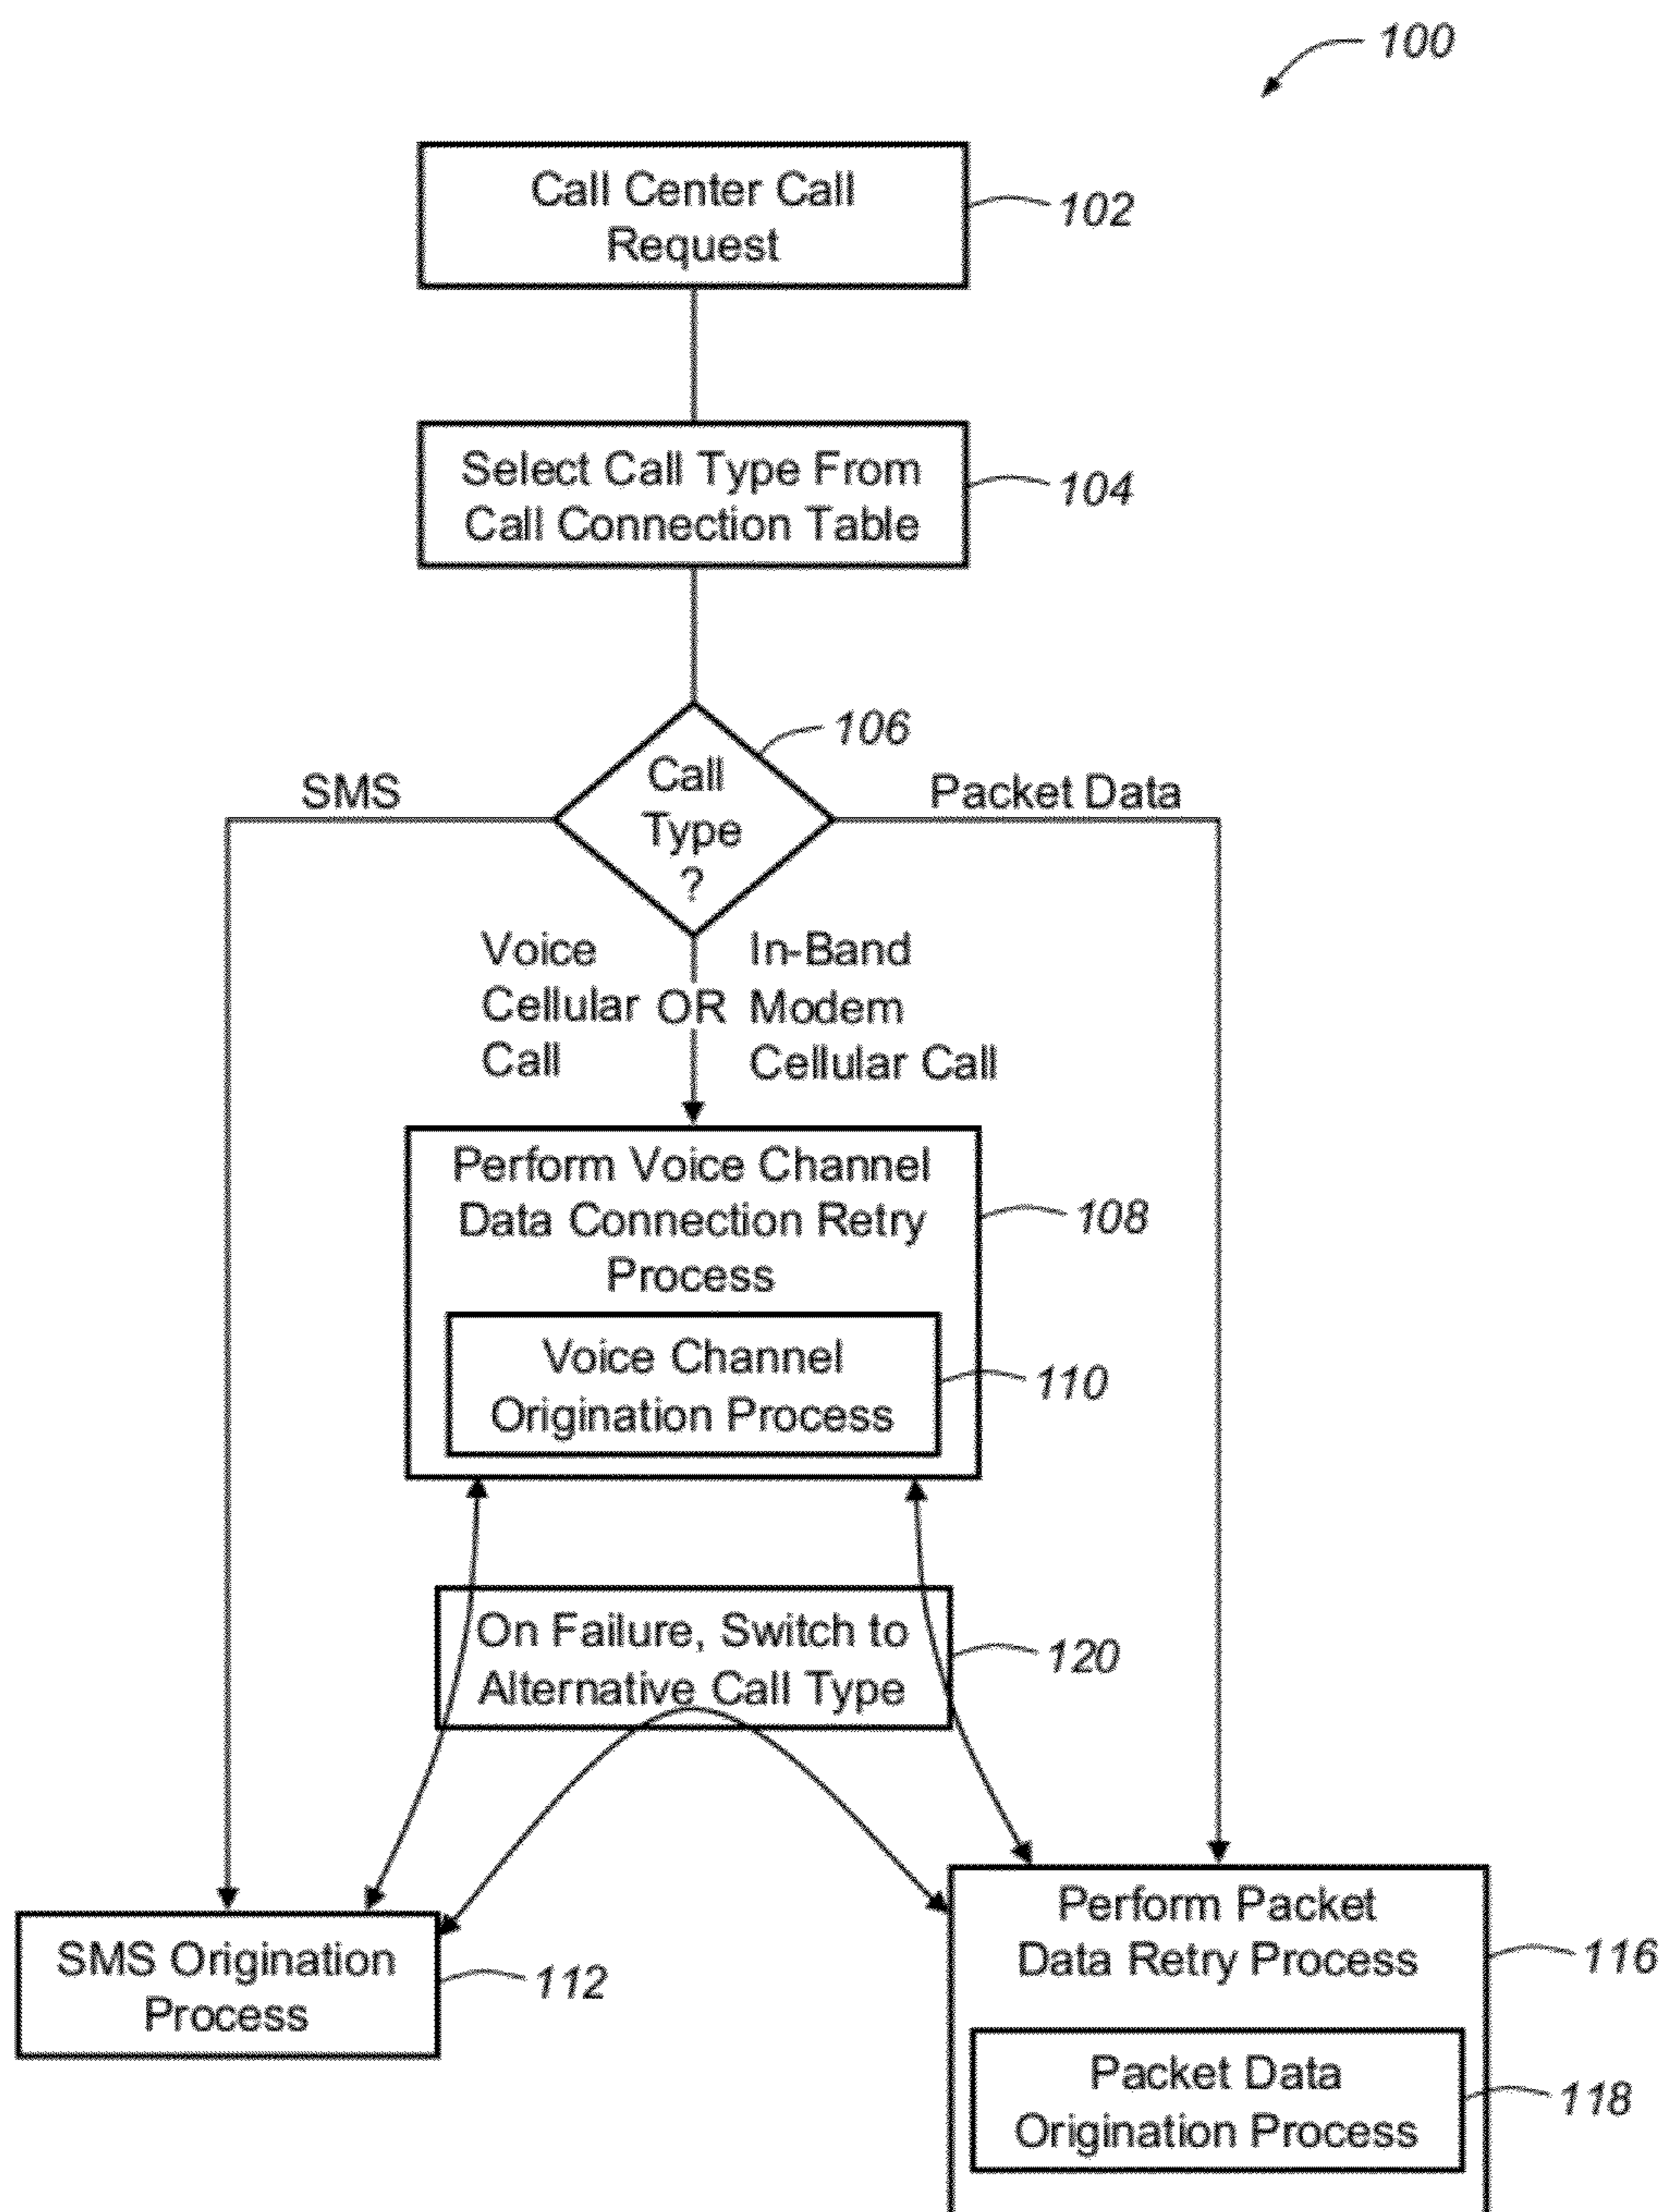 100
Call Center Call
Request
102
Select Call Type From
Call Connection Table
104
106
Call
Type
?
SMS
Packet Data
Voice
Cellular
Call
OR
In-Band
Modem
Cellular Call
Perform Voice Channel
Data Connection Retry
Process
108
Voice Channel
Origination Process
110
On Failure, Switch to
Alternative Call Type
120
SMS Origination
Process
112
Perform Packet
Data Retry Process
116
Packet Data
Origination Process
118